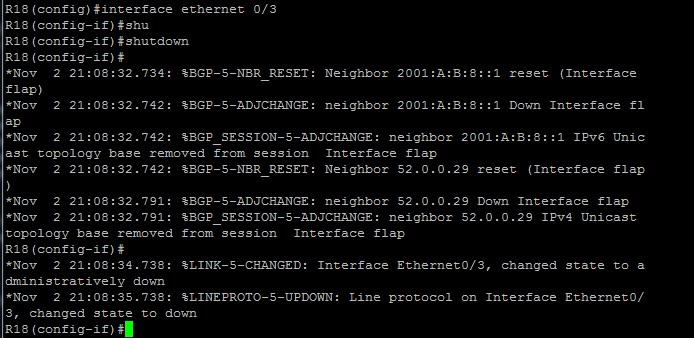 R18(config)#interface ethernet 0/3
R18(config-if)#shu
R18(config-if)#shutdown
R18(config-if)#
*Nov  2 21:08:32.734: %BGP-5-NBR_RESET: Neighbor 2001:A:B:8::1 reset (Interface
flap)
*Nov  2 21:08:32.742: %BGP-5-ADJCHANGE: neighbor 2001:A:B:8::1 Down Interface fl
ap
*Nov  2 21:08:32.742: %BGP_SESSION-5-ADJCHANGE: neighbor 2001:A:B:8::1 IPv6 Unic
ast topology base removed from session  Interface flap
*Nov  2 21:08:32.742: %BGP-5-NBR_RESET: Neighbor 52.0.0.29 reset (Interface flap
)
*Nov  2 21:08:32.791: %BGP-5-ADJCHANGE: neighbor 52.0.0.29 Down Interface flap
*Nov  2 21:08:32.791: %BGP_SESSION-5-ADJCHANGE: neighbor 52.0.0.29 IPv4 Unicast
topology base removed from session  Interface flap
R18(config-if)#
*Nov  2 21:08:34.738: %LINK-5-CHANGED: Interface Ethernet0/3, changed state to a
dministratively down
*Nov  2 21:08:35.738: %LINEPROTO-5-UPDOWN: Line protocol on Interface Ethernet0/
3, changed state to down
R18(config-if)#